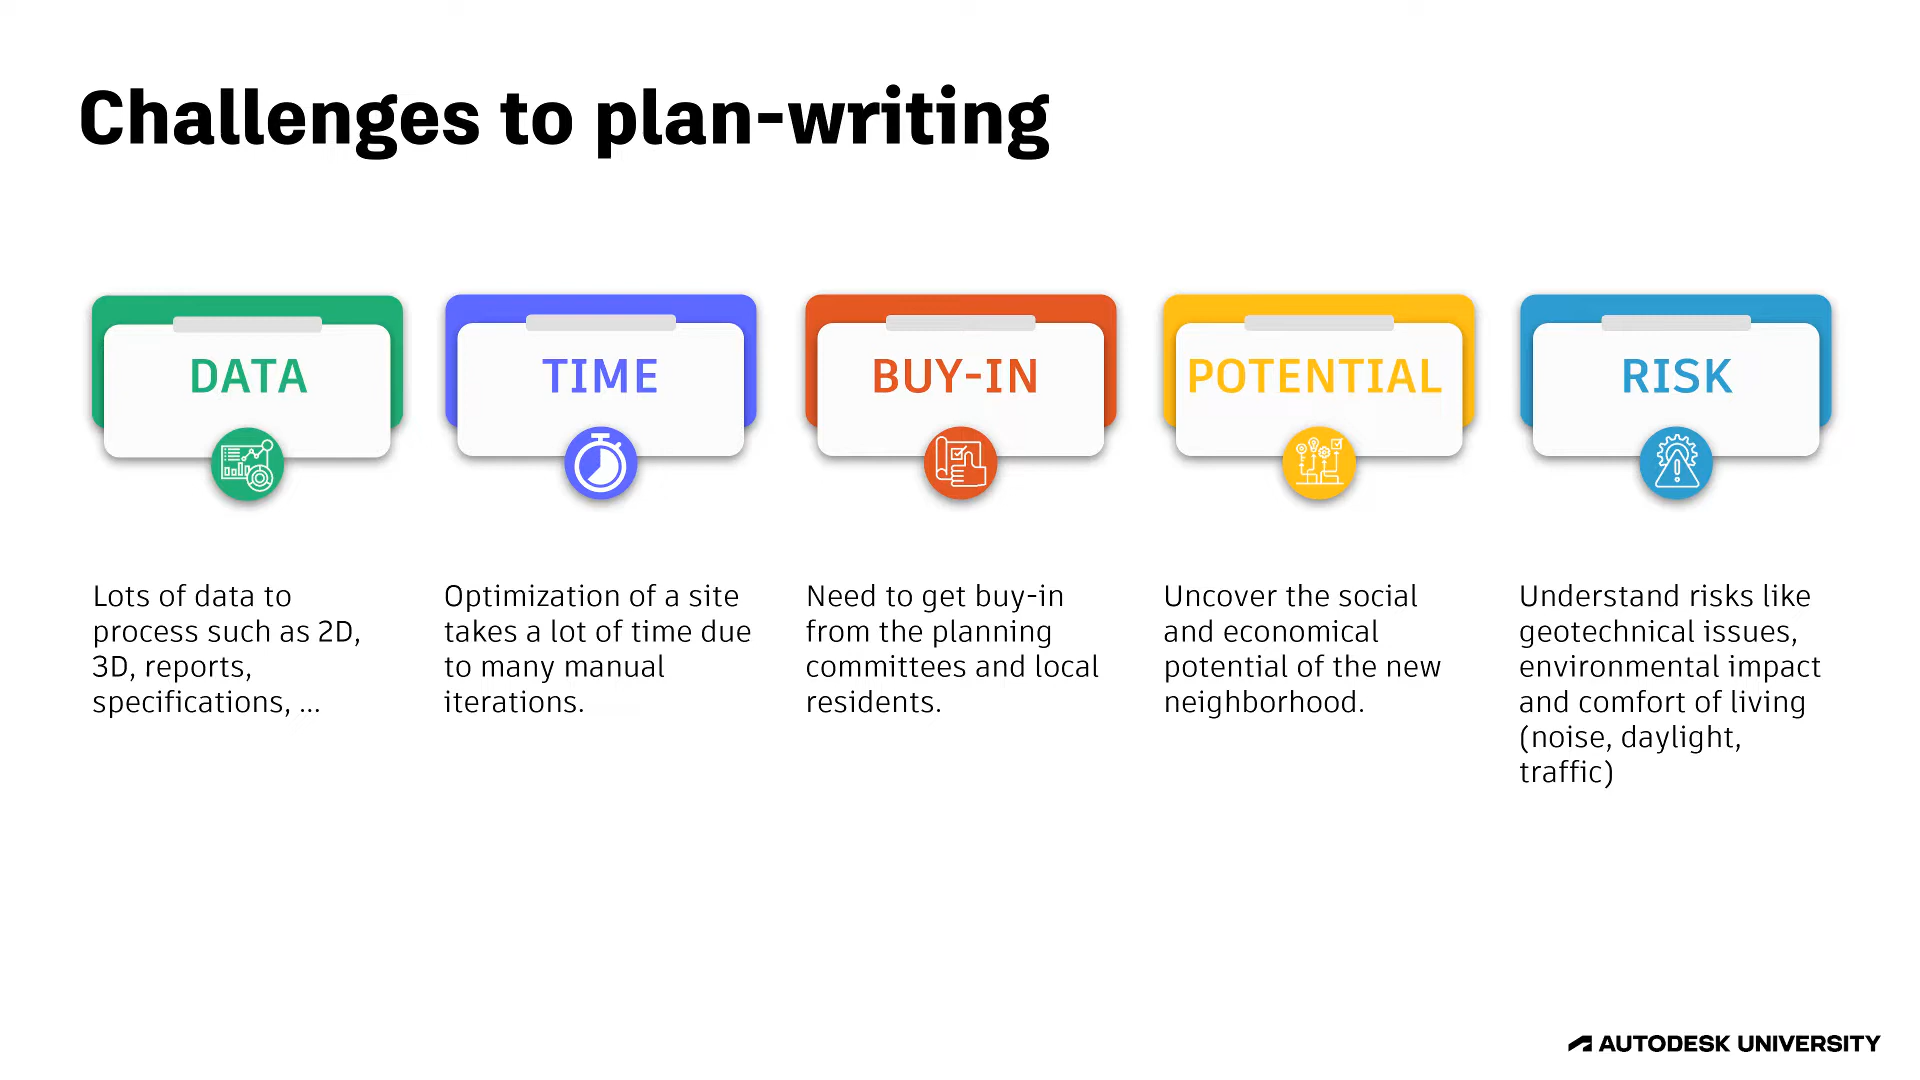 Challenges to plan-writing
DATA
TIME
BUY-IN
POTENTIAL
RISK
Lots of data to
process such as 2D,
3D, reports,
specifications, ...
Optimization of a site
takes a lot of time due
to many manual
iterations.
Need to get buy-in
from the planning
committees and local
residents.
Uncover the social
and economical
potential of the new
neighborhood.
Understand risks like
geotechnical issues,
environmental impact
and comfort of living
(noise, daylight,
traffic)
AUTODESK UNIVERSITY